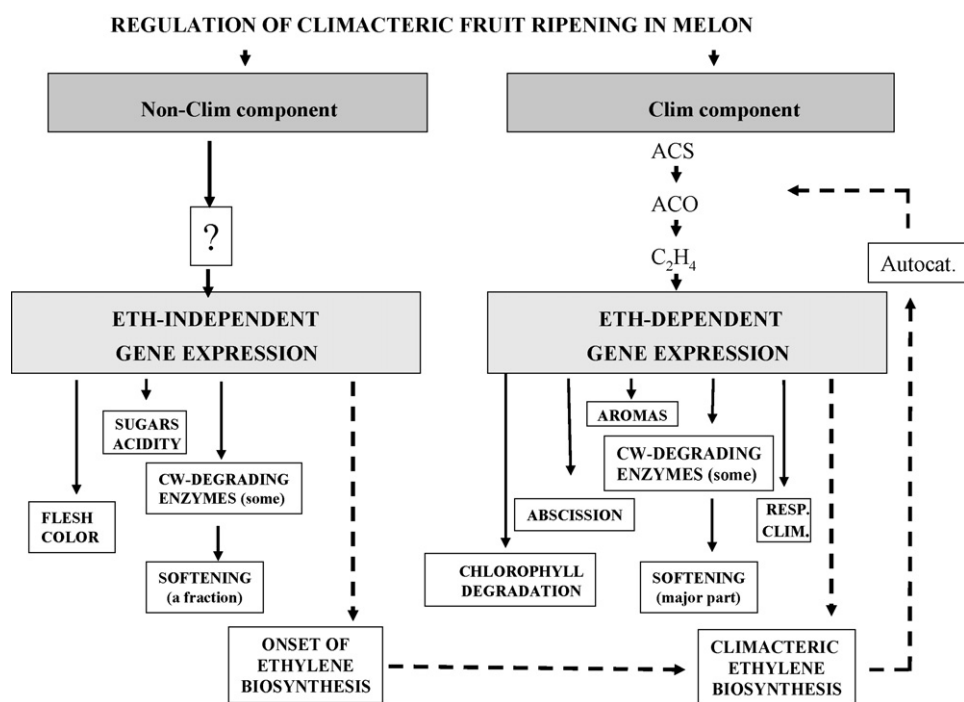 REGULATION OF CLIMACTERIC FRUIT RIPENING IN MELON
Non-Clim component
Clim component
ACS
ACO
C₂H₄
?
Autocat.
ETH-INDEPENDENT
GENE EXPRESSION
ETH-DEPENDENT
GENE EXPRESSION
SUGARS
ACIDITY
AROMAS
CW-DEGRADING
ENZYMES (some)
CW-DEGRADING
ENZYMES (some)
FLESH
COLOR
ABSCISSION
RESP.
CLIM.
SOFTENING
(a fraction)
CHLOROPHYLL
DEGRADATION
SOFTENING
(major part)
ONSET OF
ETHYLENE
BIOSYNTHESIS
CLIMACTERIC
ETHYLENE
BIOSYNTHESIS